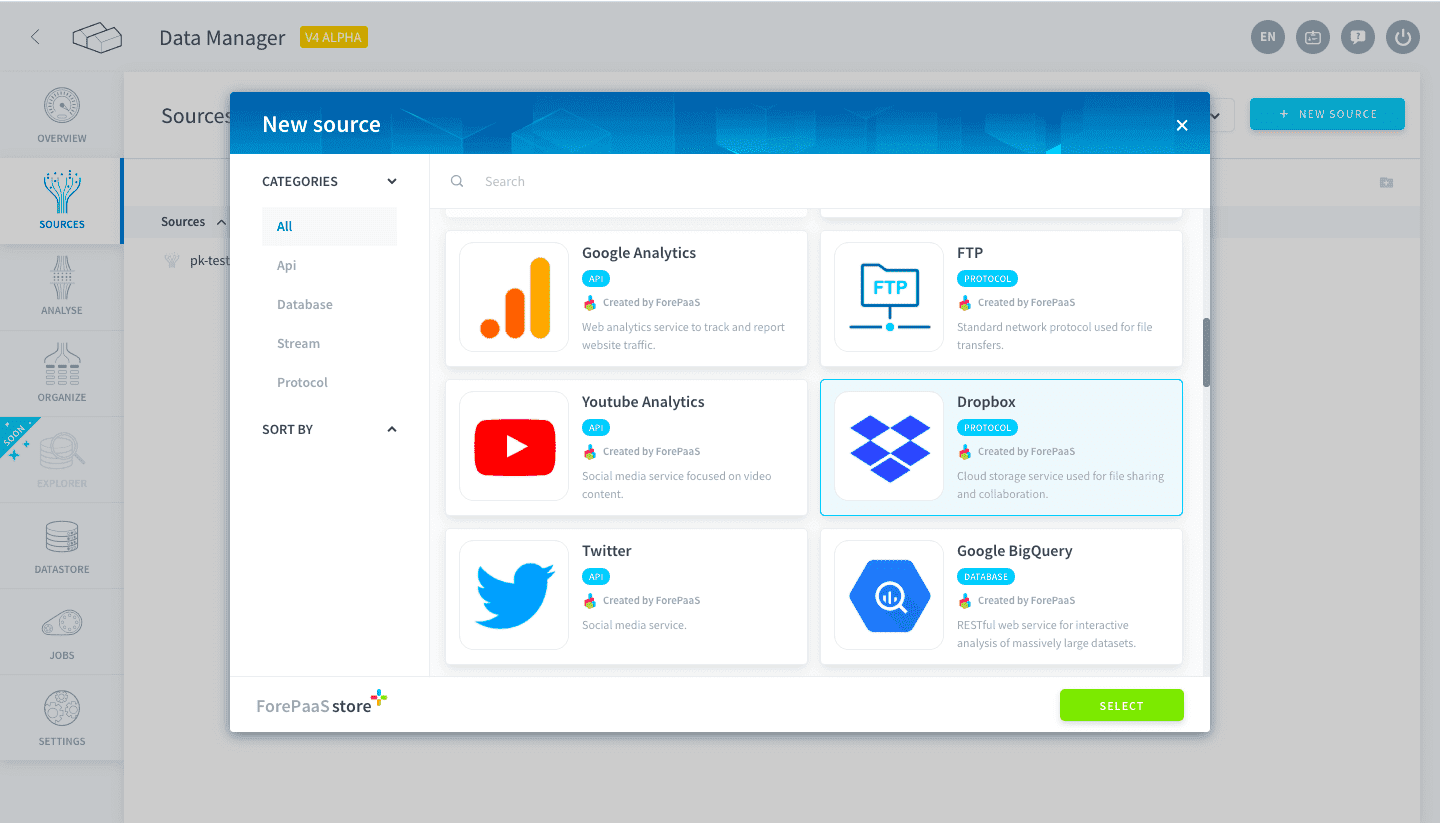 Data Manager
V4 ALPHA
EN
OVERVIEW
SOURCES
ANALYSE
ORGANIZE
SOON
EXPLORER
DATASTORE
JOBS
SETTINGS
Sources
+ NEW SOURCE
Sources
pk-test
New source
CATEGORIES
All
Api
Database
Stream
Protocol
SORT BY
Search
Google Analytics
API
Created by ForePaaS
Web analytics service to track and report
website traffic.
FTP
FTP
PROTOCOL
Created by ForePaaS
Standard network protocol used for file
transfers.
Youtube Analytics
API
Created by ForePaaS
Social media service focused on video
content.
Dropbox
PROTOCOL
Created by ForePaaS
Cloud storage service used for file sharing
and collaboration.
Twitter
API
Created by ForePaaS
Social media service.
Google BigQuery
DATABASE
Created by ForePaaS
RESTful web service for interactive
analysis of massively large datasets.
ForePaaS store
SELECT